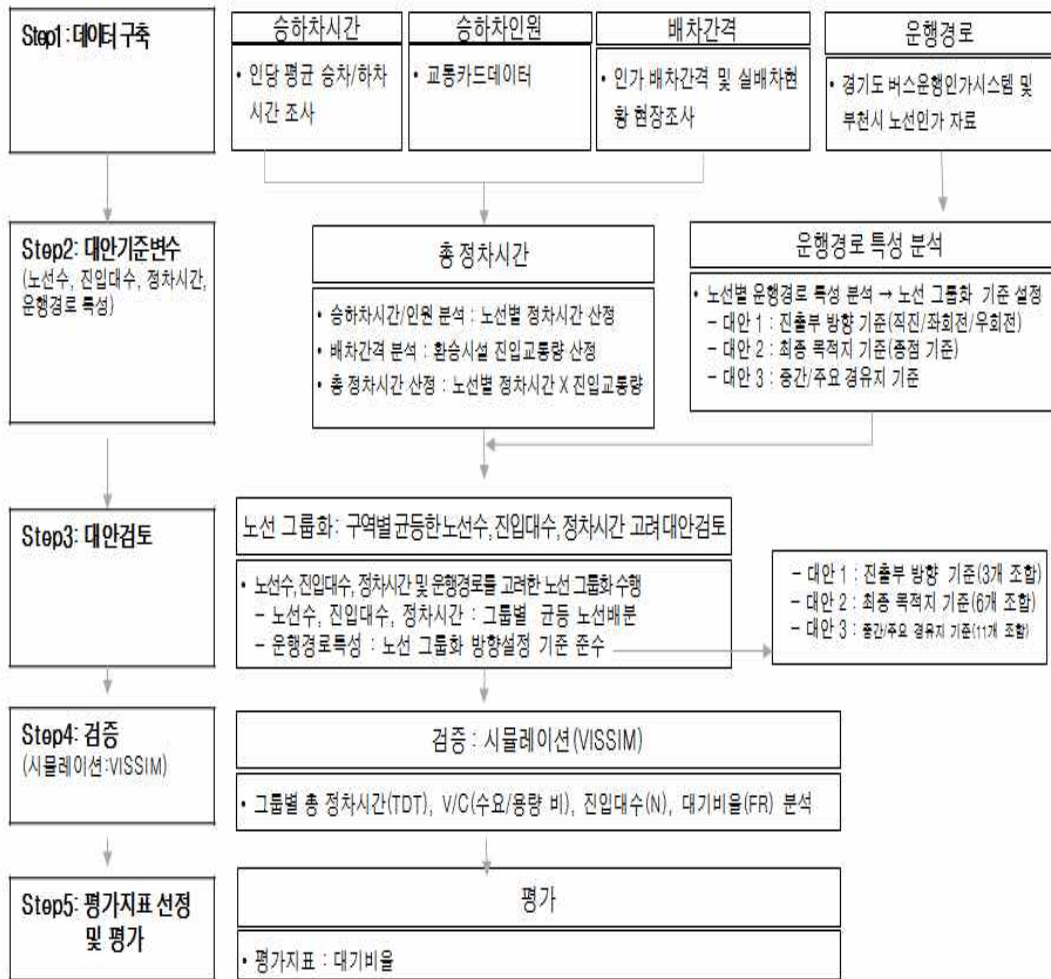 Step1 : 데이터 구축
승하차시간
• 인당 평균 승차/하차
시간 조사
승하차인원
• 교통카드데이터
배차간격
• 인가 배차간격 및 실배차현
황 현장조사
운행경로
• 경기도 버스운행인가시스템 및
부천시 노선인가 자료
Step2: 대안기준변수
(노선수, 진입대수, 정차시간,
운행경로 특성)
총 정차시간
• 승하차시간/인원 분석 : 노선별 정차시간 산정
• 배차간격 분석 : 환승시설 진입교통량 산정
• 총 정차시간 산정 : 노선별 정차시간 X 진입교통량
운행경로 특성 분석
• 노선별 운행경로 특성 분석 → 노선 그룹화 기준 설정
– 대안 1 : 진출부 방향 기준(직진/좌회전/우회전)
– 대안 2 : 최종 목적지 기준(종점 기준)
– 대안 3 : 중간/주요 경유지 기준
Step3: 대안검토
노선 그룹화: 구역별 균등한 노선수, 진입대수, 정차시간 고려 대안검토
• 노선수, 진입대수, 정차시간 및 운행경로를 고려한 노선 그룹화 수행
– 노선수, 진입대수, 정차시간 : 그룹별 균등 노선배분
– 운행경로특성 : 노선 그룹화 방향설정 기준 준수
– 대안 1 : 진출부 방향 기준(3개 조합)
– 대안 2 : 최종 목적지 기준(6개 조합)
– 대안 3 : 중간/주요 경유지 기준(11개 조합)
Step4: 검증
(시뮬레이션:VISSIM)
검증 : 시뮬레이션(VISSIM)
• 그룹별 총 정차시간(TDT), V/C(수요/용량 비), 진입대수(N), 대기비율(FR) 분석
Step5: 평가지표 선정
및 평가
평가
• 평가지표 : 대기비율